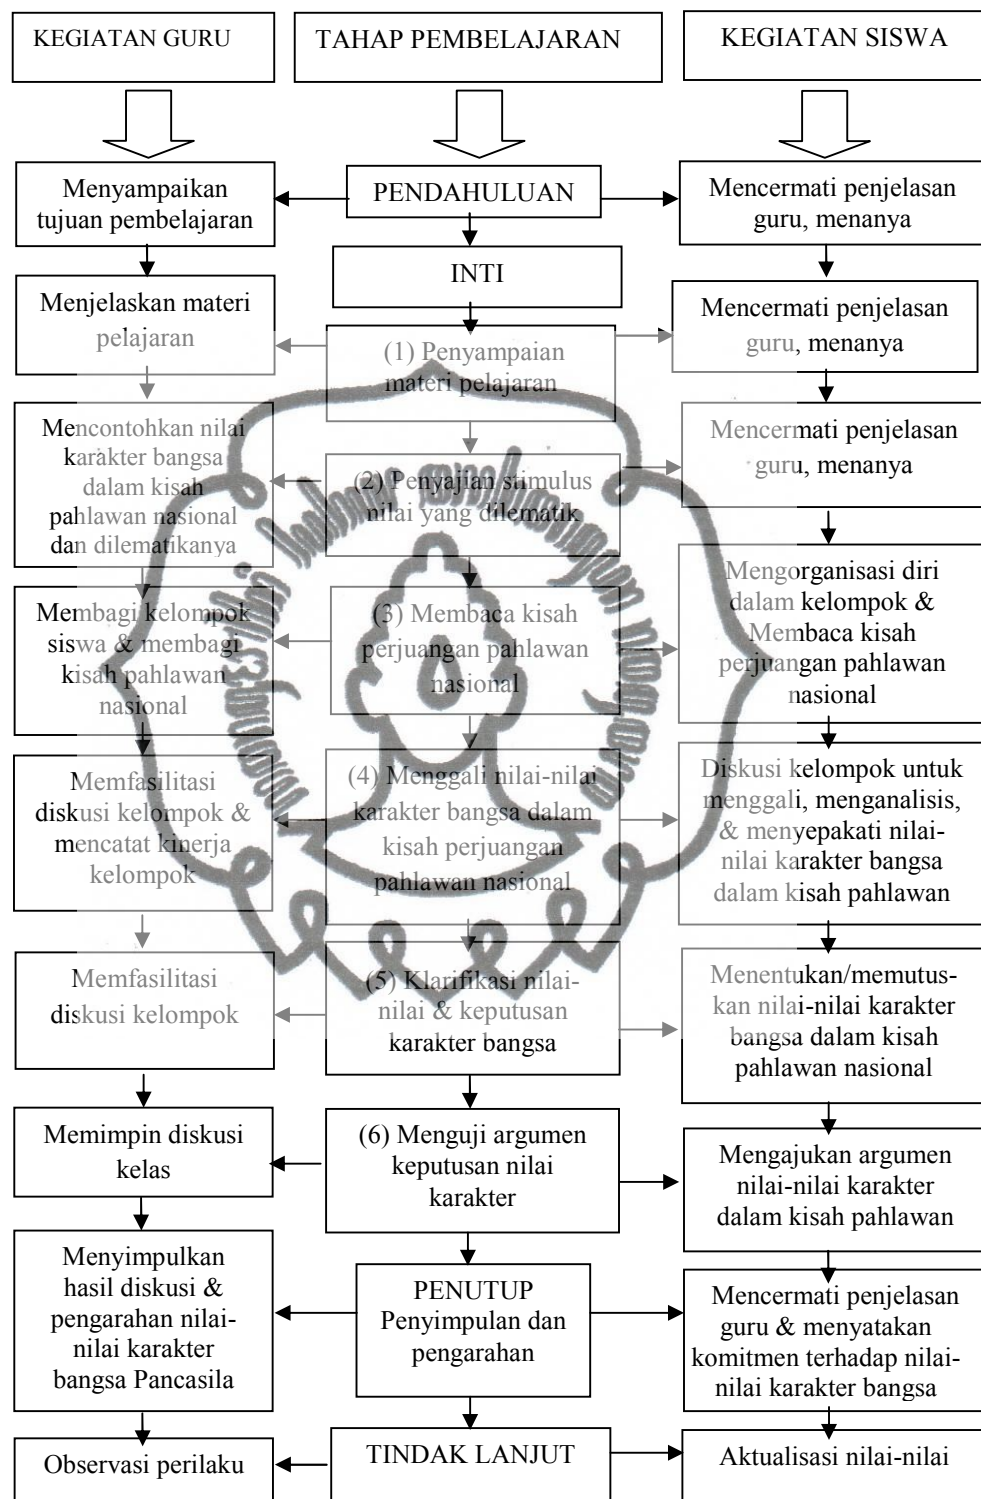 KEGIATAN GURU
TAHAP PEMBELAJARAN
KEGIATAN SISWA
Menyampaikan
tujuan pembelajaran
PENDAHULUAN
Mencermati penjelasan
guru, menanya
INTI
Menjelaskan materi
pelajaran
(1) Penyampaian
materi pelajaran
Mencermati penjelasan
guru, menanya
Mencontohkan nilai
karakter bangsa
dalam kisah
pahlawan nasional
dan dilematikanya
(2) Penyajian stimulus
nilai yang dilematik
Mencermati penjelasan
guru, menanya
Membagi kelompok
siswa & membagi
kisah pahlawan
nasional
(3) Membaca kisah
perjuangan pahlawan
nasional
Mengorganisasi diri
dalam kelompok &
Membaca kisah
perjuangan pahlawan
nasional
Memfasilitasi
diskusi kelompok &
mencatat kinerja
kelompok
(4) Menggali nilai-nilai
karakter bangsa dalam
kisah perjuangan
pahlawan nasional
Diskusi kelompok untuk
menggali, menganalisis,
& menyepakati nilai-
nilai karakter bangsa
dalam kisah pahlawan
Memfasilitasi
diskusi kelompok
(5) Klarifikasi nilai-
nilai & keputusan
karakter bangsa
Menentukan/memutus-
kan nilai-nilai karakter
bangsa dalam kisah
pahlawan nasional
Memimpin diskusi
kelas
(6) Menguji argumen
keputusan nilai
karakter
Mengajukan argumen
nilai-nilai karakter
dalam kisah pahlawan
Menyimpulkan
hasil diskusi &
pengarahan nilai-
nilai karakter
bangsa Pancasila
PENUTUP
Penyimpulan dan
pengarahan
Mencermati penjelasan
guru & menyatakan
komitmen terhadap nilai-
nilai karakter bangsa
Observasi perilaku
TINDAK LANJUT
Aktualisasi nilai-nilai